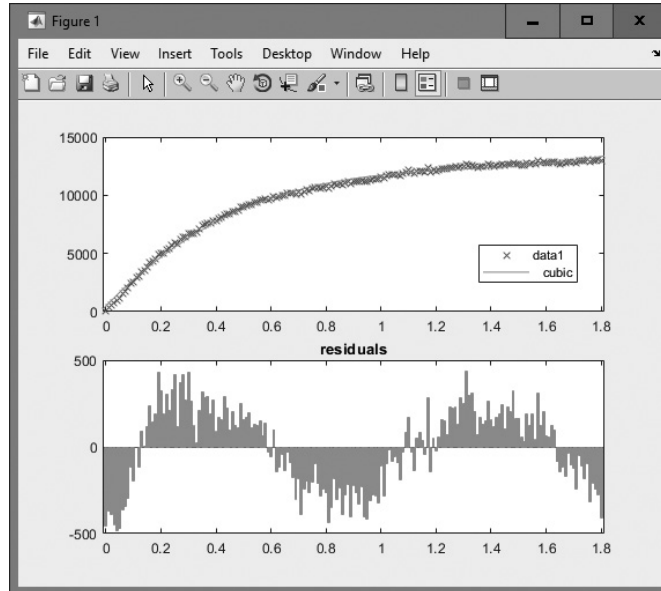 Figure 1
File Edit View Insert Tools Desktop Window Help
15000
10000
5000
0
data1
cubic
0 0.2 0.4 0.6 0.8 1 1.2 1.4 1.6 1.8
residuals
500
0
-500
0 0.2 0.4 0.6 0.8 1 1.2 1.4 1.6 1.8